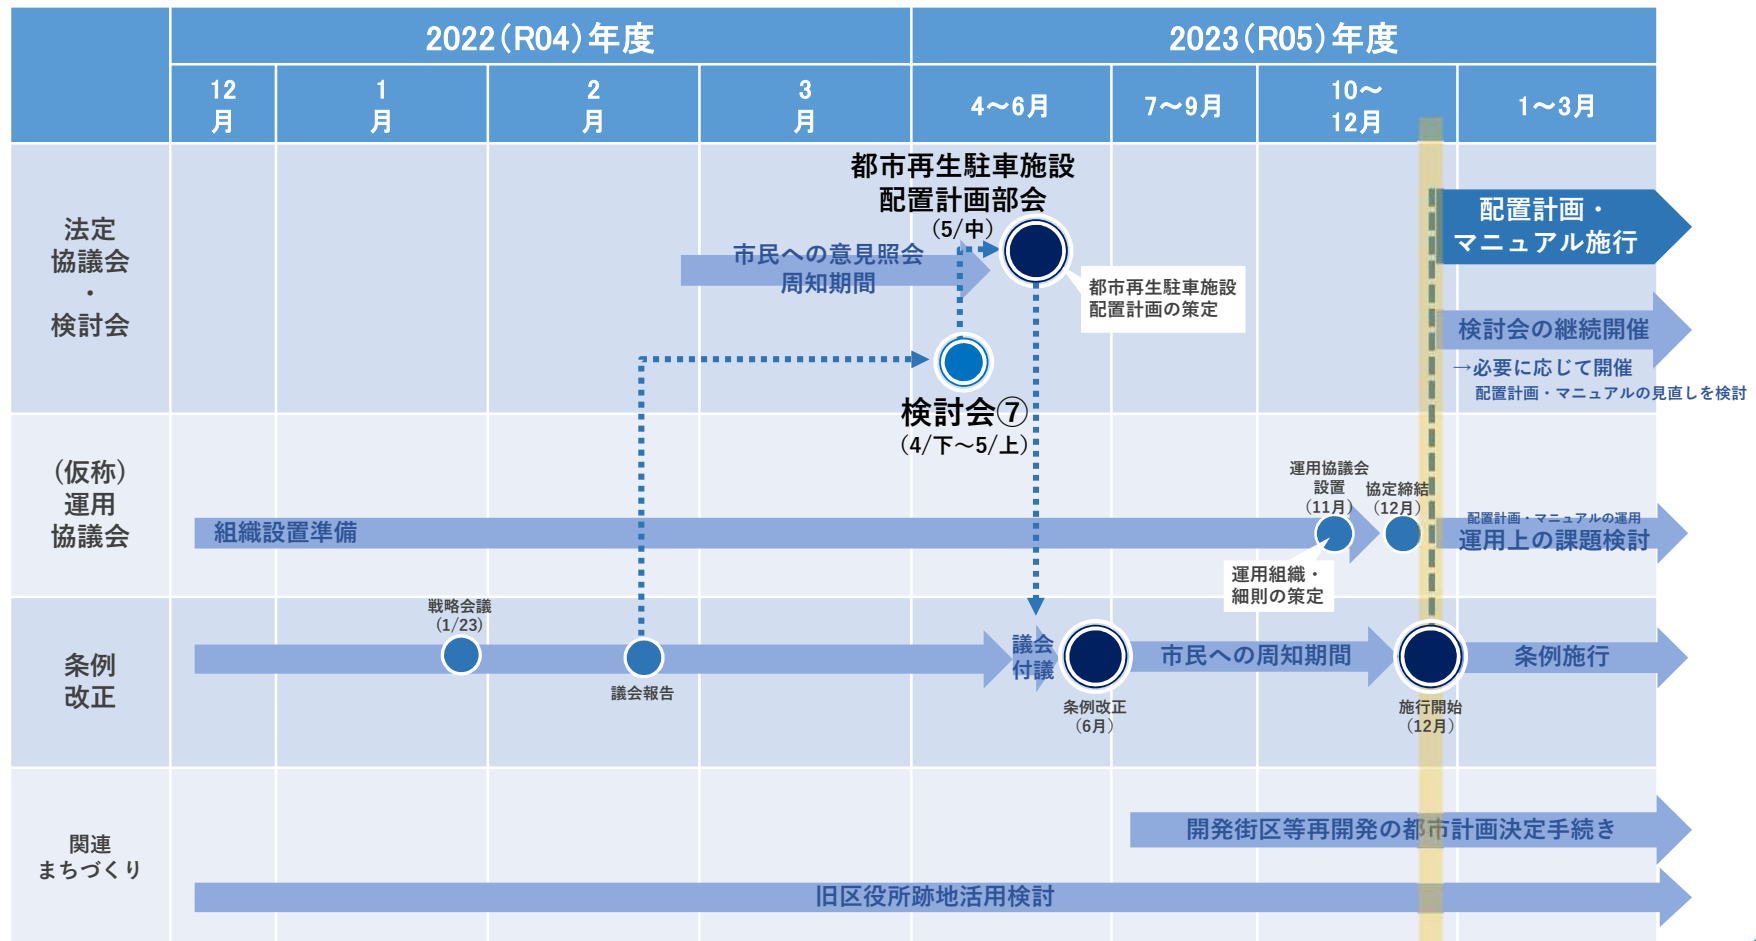 2022(R04)年度
2023(R05)年度
12
月
1
月
2
月
3
月
4～6月
7～9月
10～
12月
1～3月
法定
協議会
・
検討会
都市再生駐車施設
配置計画部会
(5/中)
市民への意見照会
周知期間
都市再生駐車施設
配置計画の策定
検討会⑦
(4/下～5/上)
配置計画・
マニュアル施行
検討会の継続開催
→必要に応じて開催
配置計画・マニュアルの見直しを検討
(仮称)
運用
協議会
組織設置準備
運用協議会
設置
(11月)
協定締結
(12月)
運用組織・
細則の策定
配置計画・マニュアルの運用
運用上の課題検討
条例
改正
戦略会議
(1/23)
議会報告
議会
付議
条例改正
(6月)
市民への周知期間
施行開始
(12月)
条例施行
関連
まちづくり
開発街区等再開発の都市計画決定手続き
旧区役所跡地活用検討